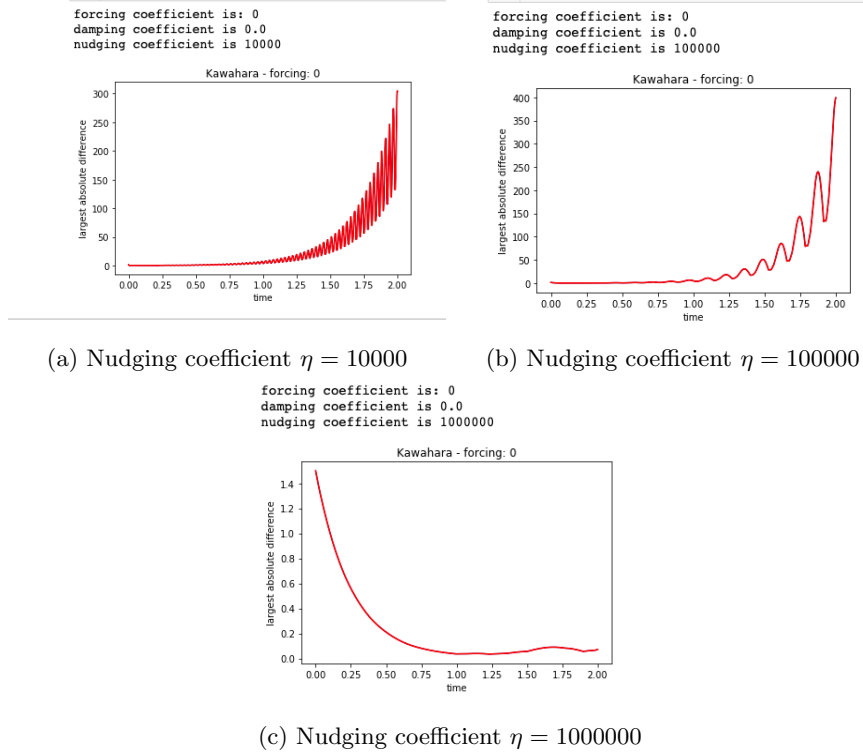 forcing coefficient is: 0
damping coefficient is 0.0
nudging coefficient is 10000
Kawahara - forcing: 0
largest absolute difference
300
250
200
150
100
50
0
0.00 0.25 0.50 0.75 1.00 1.25 1.50 1.75 2.00
time
(a) Nudging coefficient η = 10000
forcing coefficient is: 0
damping coefficient is 0.0
nudging coefficient is 100000
Kawahara - forcing: 0
largest absolute difference
400
350
300
250
200
150
100
50
0
0.00 0.25 0.50 0.75 1.00 1.25 1.50 1.75 2.00
time
(b) Nudging coefficient η = 100000
forcing coefficient is: 0
damping coefficient is 0.0
nudging coefficient is 1000000
Kawahara - forcing: 0
largest absolute difference
1.4
1.2
1.0
0.8
0.6
0.4
0.2
0.0
0.00 0.25 0.50 0.75 1.00 1.25 1.50 1.75 2.00
time
(c) Nudging coefficient η = 1000000